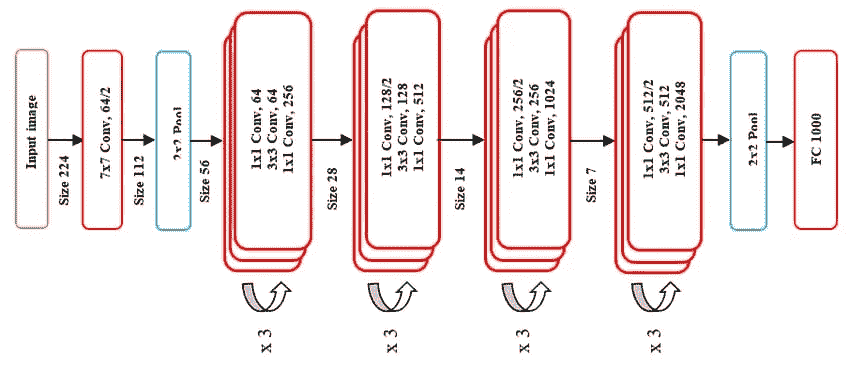 Input image
Size 224
7x7 Conv, 64/2
Size 112
2x2 Pool
Size 56
1x1 Conv, 64
3x3 Conv, 64
1x1 Conv, 256
x 3
Size 28
1x1 Conv, 128/2
3x3 Conv, 128
1x1 Conv, 512
x 3
Size 14
1x1 Conv, 256/2
3x3 Conv, 256
1x1 Conv, 1024
x 3
Size 7
1x1 Conv, 512/2
3x3 Conv, 512
1x1 Conv, 2048
x 3
2x2 Pool
FC 1000